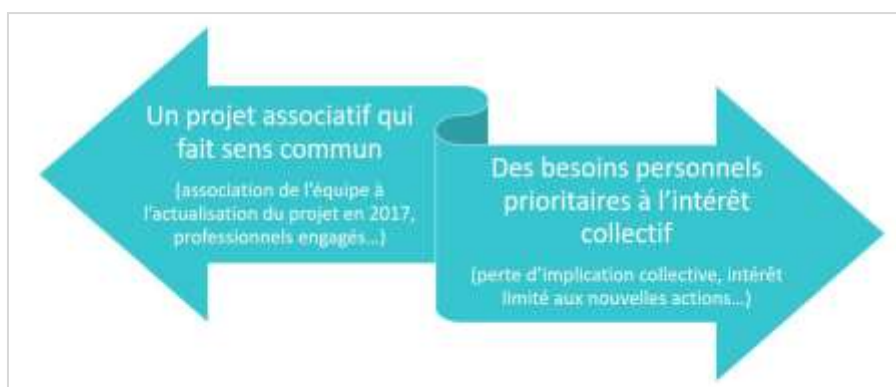 Un projet associatif qui
fait sens commun
(association de l'équipe à
l'actualisation du projet en 2017,
professionnels engagés...)
Des besoins personnels
prioritaires à l'intérêt
collectif
(perte d'implication collective, intérêt
limité aux nouvelles actions...)